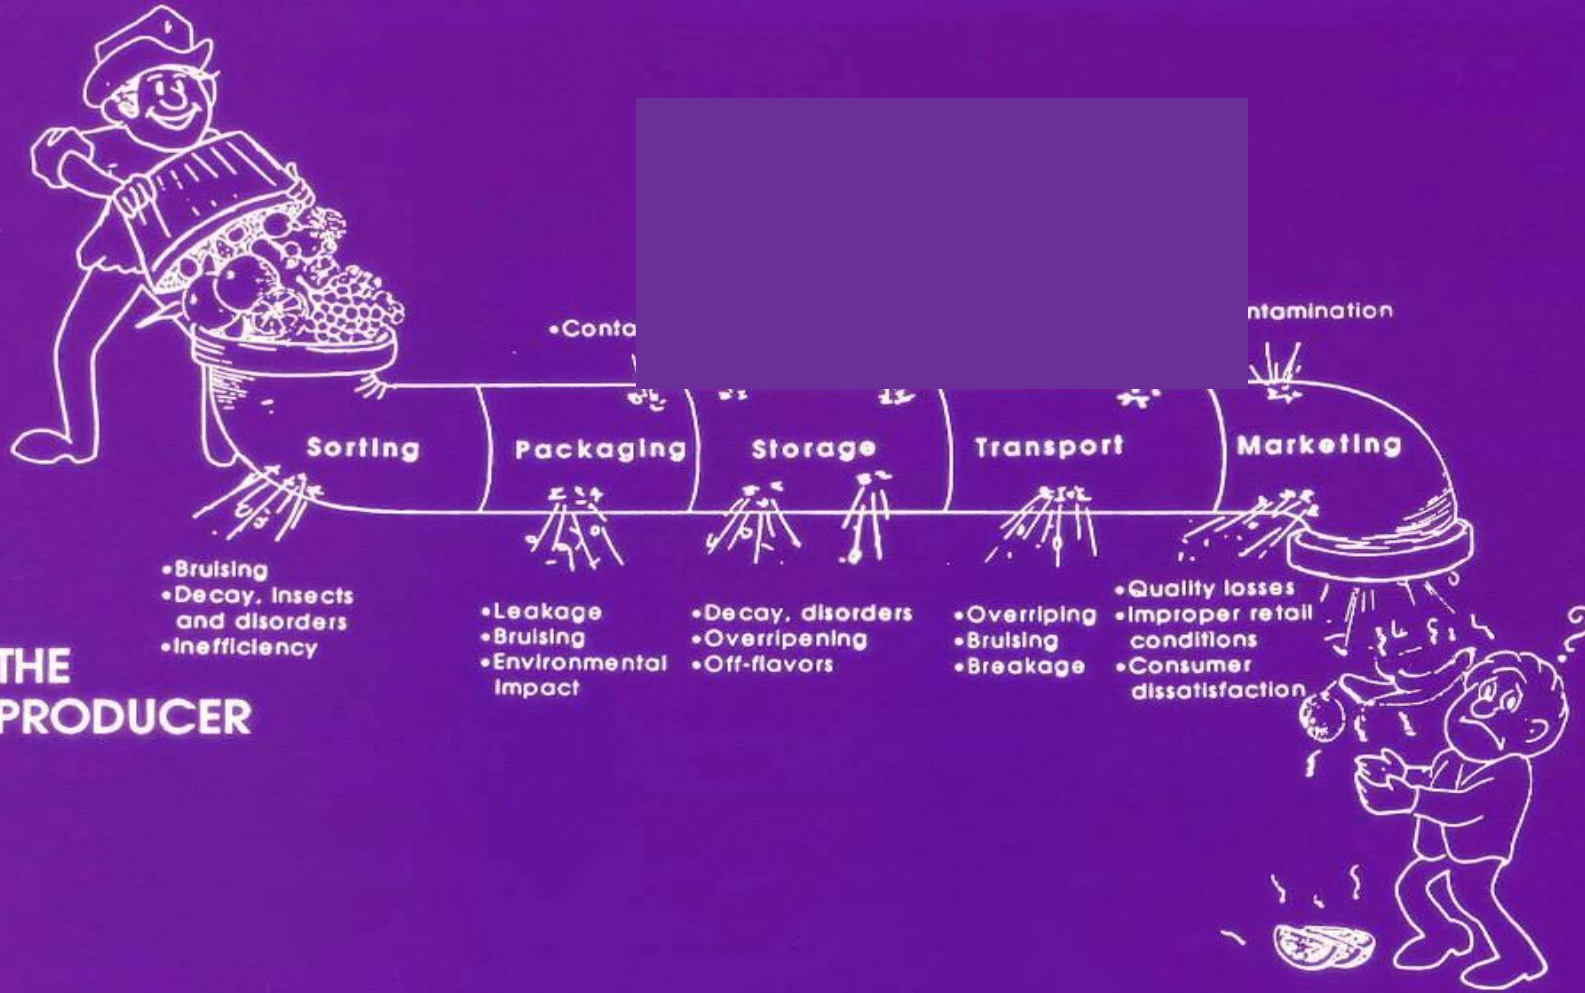 •Conta
ntamination
Sorting
Packaging
Storage
Transport
Marketing
•Bruising
•Decay, insects
and disorders
•Inefficiency
•Leakage
•Bruising
•Environmental
Impact
•Decay, disorders
•Overripening
•Off-flavors
•Overriping
•Bruising
•Breakage
•Quality losses
•Improper retail
conditions
•Consumer
dissatisfaction
THE
PRODUCER
?